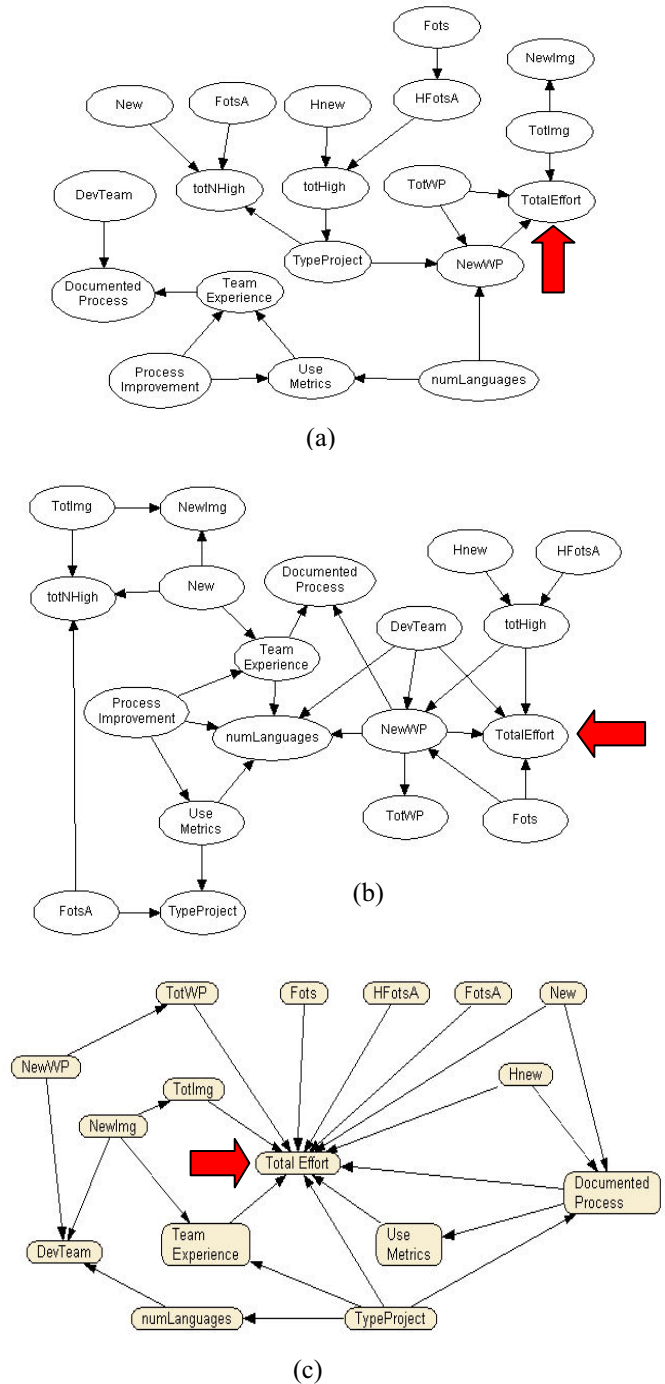 Fots
NewImg
New
FotsA
Hnew
HFotsA
TotImg
DevTeam
totNHigh
totHigh
TotWP
TotalEffort
TypeProject
NewWP
Documented
Process
Team
Experience
Process
Improvement
Use
Metrics
numLanguages
(a)
TotImg
NewImg
Hnew
HFotsA
Documented
Process
totNHigh
New
DevTeam
totHigh
Team
Experience
Process
Improvement
numLanguages
NewWP
TotalEffort
Use
Metrics
TotWP
Fots
(b)
FotsA
TypeProject
TotWP
Fots
HFotsA
FotsA
New
NewWP
Hnew
TotImg
NewImg
Total Effort
Documented
Process
DevTeam
Team
Experience
Use
Metrics
numLanguages
TypeProject
(c)